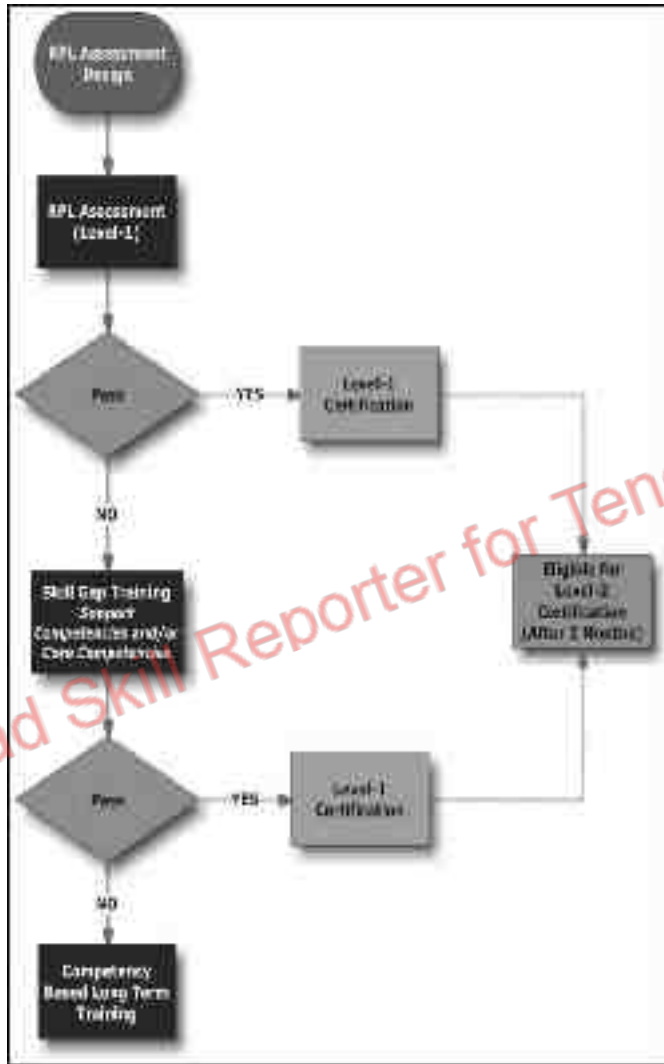 RPL Assessment
Design
RPL Assessment
(Level-1)
Pass
YES
Level-1
Certification
NO
Skill Gap Training
Support
Competencies and/or
Core Competencies
Eligible for
Level-2
Certification
(After Months)
Pass
YES
Level-1
Certification
NO
Competency
Based Long Term
Training
ad Skill Reporter for Ten